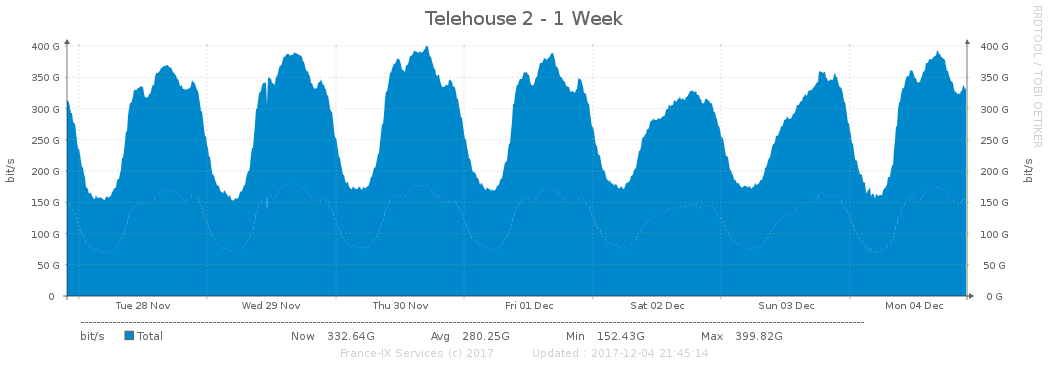 Telehouse 2 - 1 Week
RRDTOOL / TOBI OETIKER
400 G 400 G
350 G 350 G
300 G 300 G
250 G 250 G
200 G 200 G
150 G 150 G
100 G 100 G
50 G 50 G
0 0 G
bit/s
bit/s
Tue 28 Nov Wed 29 Nov Thu 30 Nov Fri 01 Dec Sat 02 Dec Sun 03 Dec Mon 04 Dec
bit/s Total Now 332.64G Avg 280.25G Min 152.43G Max 399.82G
France-IX Services (c) 2017 Updated : 2017-12-04 21:45:14